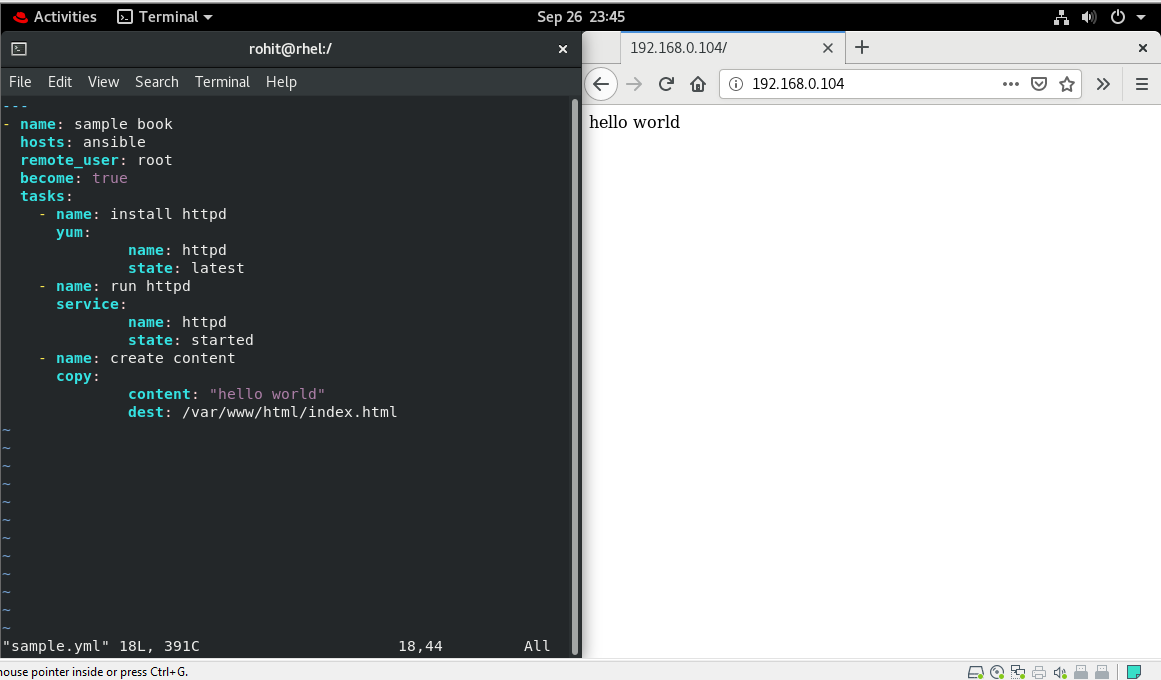 Activities Terminal Sep 26 23:45
rohit@rhel:/
File Edit View Search Terminal Help
---
- name: sample book
  hosts: ansible
  remote_user: root
  become: true
  tasks:
    - name: install httpd
      yum:
              name: httpd
              state: latest
    - name: run httpd
      service:
              name: httpd
              state: started
    - name: create content
      copy:
              content: "hello world"
              dest: /var/www/html/index.html
~
~
~
~
~
~
~
~
~
~
~
~
"sample.yml" 18L, 391C 18,44 All
192.168.0.104/
192.168.0.104
hello world
mouse pointer inside or press Ctrl+G.